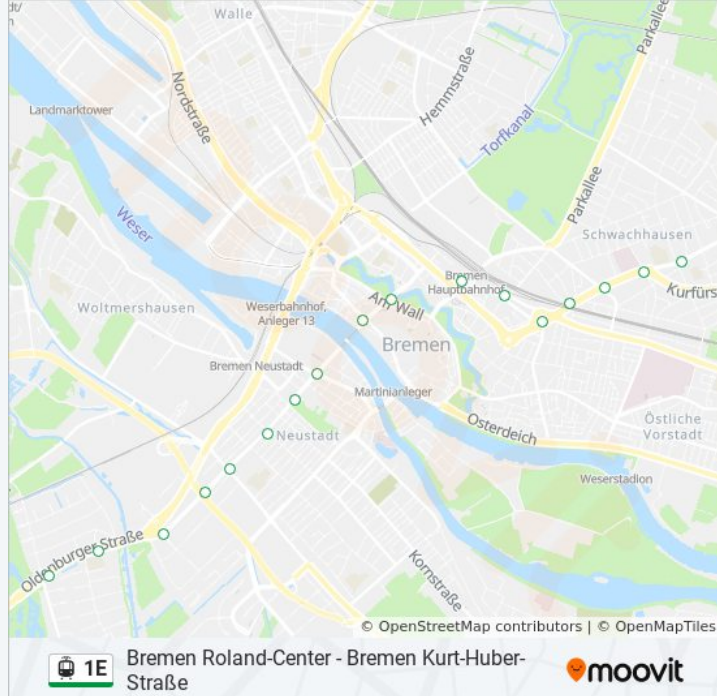 dt/
Walle
Parkallee
Nordstraße
Hemmstraße
Landmarktower
Torfkanal
Parkallee
Weser
Schwachhausen
Bremen
Hauptbahnhof
Kurfürs
Woltmershausen
Weserbahnhof,
Anleger 13
Am Wall
Bremen
Bremen Neustadt
Martinianleger
Neustadt
Osterdeich
Östliche
Vorstadt
Weserstadion
Oldenburger Straße
Kornstraße
© OpenStreetMap contributors | © OpenMapTiles
1E
Bremen Roland-Center - Bremen Kurt-Huber-
Straße
moovit